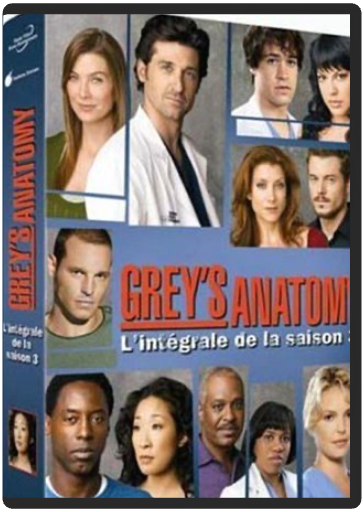 GREY'S ANATOMY
L'intégrale
de la
saison 3
GREY'S ANATOM
L'intégrale de la saison